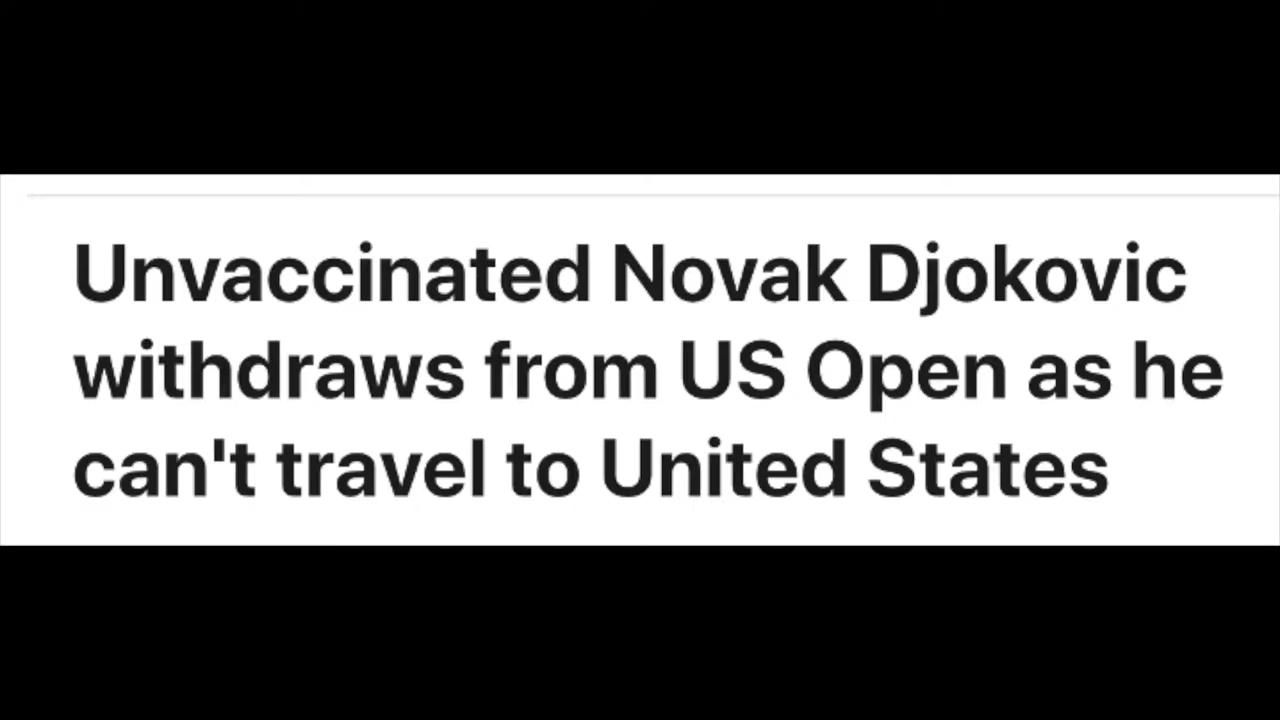 Unvaccinated Novak Djokovic
withdraws from US Open as he
can't travel to United States